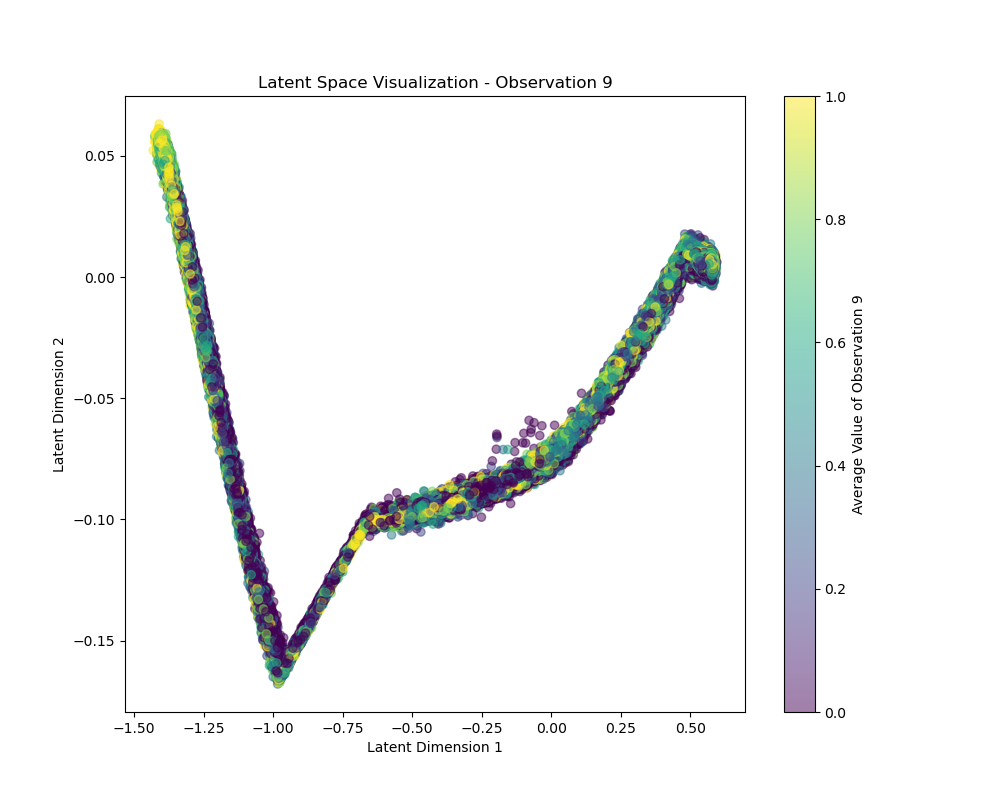 Latent Space Visualization - Observation 9
Latent Dimension 2
0.05
0.00
−0.05
−0.10
−0.15
−1.50 −1.25 −1.00 −0.75 −0.50 −0.25 0.00 0.25 0.50
Latent Dimension 1
1.0
0.8
0.6
0.4
0.2
0.0
Average Value of Observation 9